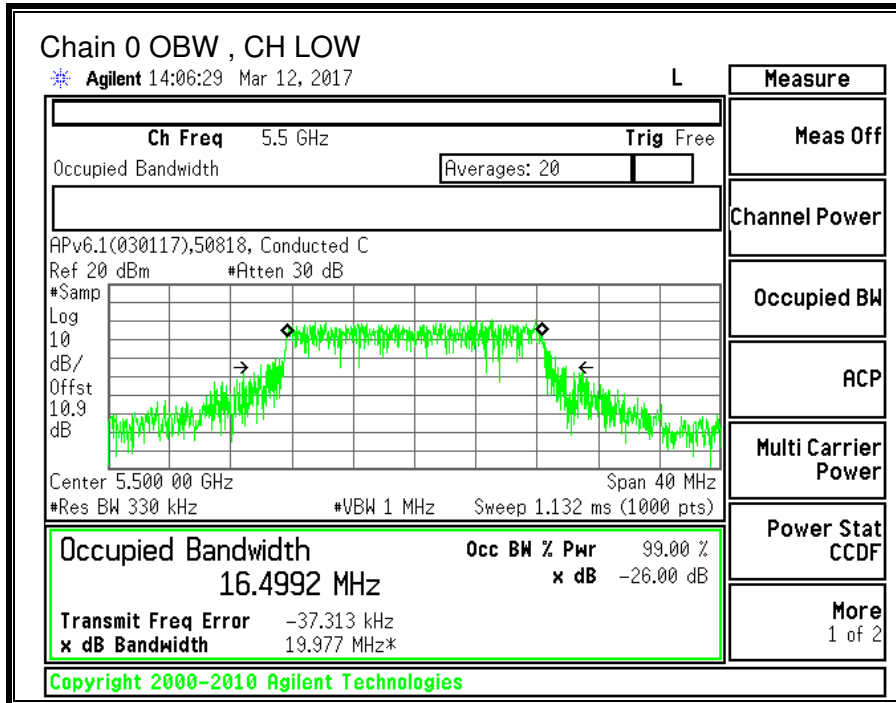 Chain 0 OBW , CH LOW
Agilent 14:06:29 Mar 12, 2017 L
Measure
Ch Freq 5.5 GHz Trig Free
Meas Off
Occupied Bandwidth Averages: 20
Channel Power
APv6.1(030117),50818, Conducted C
Ref 20 dBm #Atten 30 dB
#Samp
Log
10
dB/
Offst
10.9
dB
Occupied BW
ACP
Center 5.500 00 GHz Span 40 MHz
#Res BW 330 kHz #VBW 1 MHz Sweep 1.132 ms (1000 pts)
Multi Carrier
Power
Occupied Bandwidth Occ BW % Pwr 99.00 %
16.4992 MHz x dB -26.00 dB
Power Stat
CCDF
Transmit Freq Error -37.313 kHz
x dB Bandwidth 19.977 MHz*
More
1 of 2
Copyright 2000-2010 Agilent Technologies